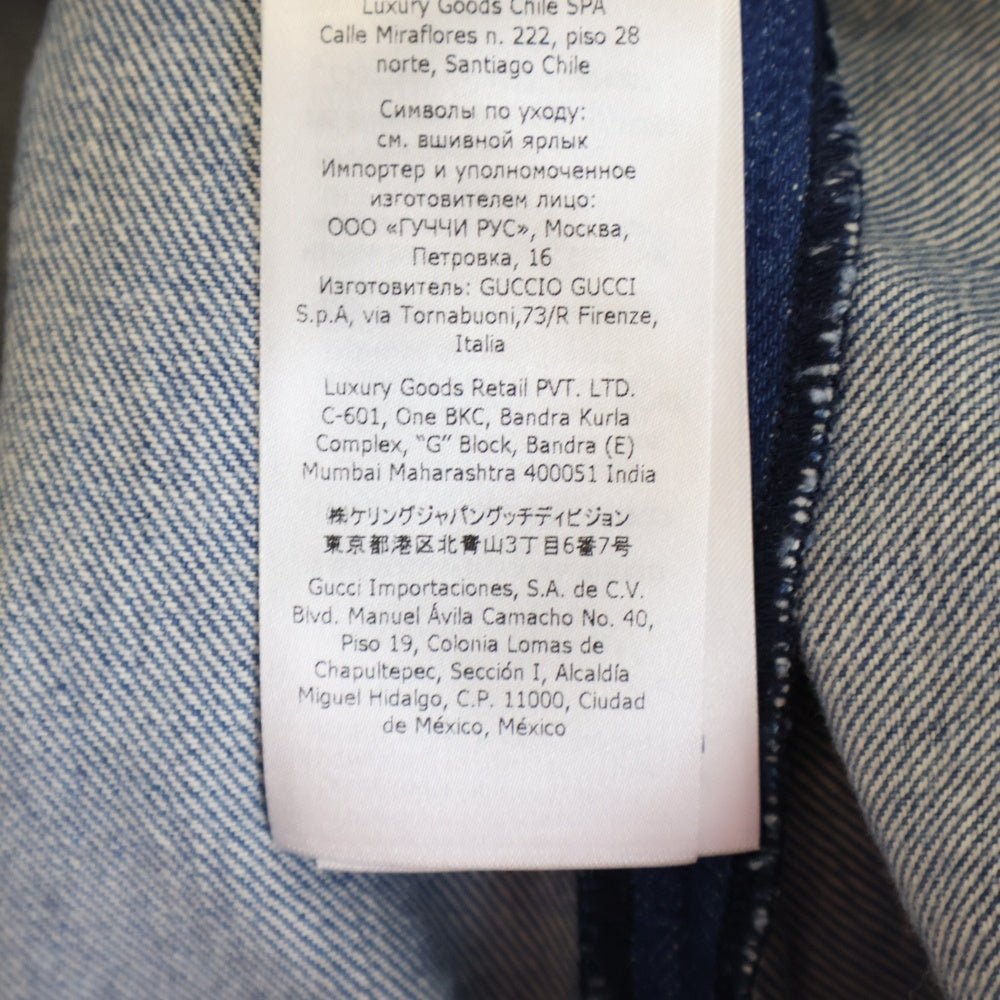 Luxury Goods Chile SPA
Calle Miraflores n. 222, piso 28
norte, Santiago Chile
Символы по уходу:
см. вшивной ярлык
Импортер и уполномоченное
изготовителем лицо:
ООО «ГУЧЧИ РУС», Москва,
Петровка, 16
Изготовитель: GUCCIO GUCCI
S.p.A, via Tornabuoni,73/R Firenze,
Italia
Luxury Goods Retail PVT. LTD.
C-601, One BKC, Bandra Kurla
Complex, "G" Block, Bandra (E)
Mumbai Maharashtra 400051 India
㈱ケリングジャパングッチディビジョン
東京都港区北青山3丁目6番7号
Gucci Importaciones, S.A. de C.V.
Blvd. Manuel Ávila Camacho No. 40,
Piso 19, Colonia Lomas de
Chapultepec, Sección I, Alcaldía
Miguel Hidalgo, C.P. 11000, Ciudad
de México, México